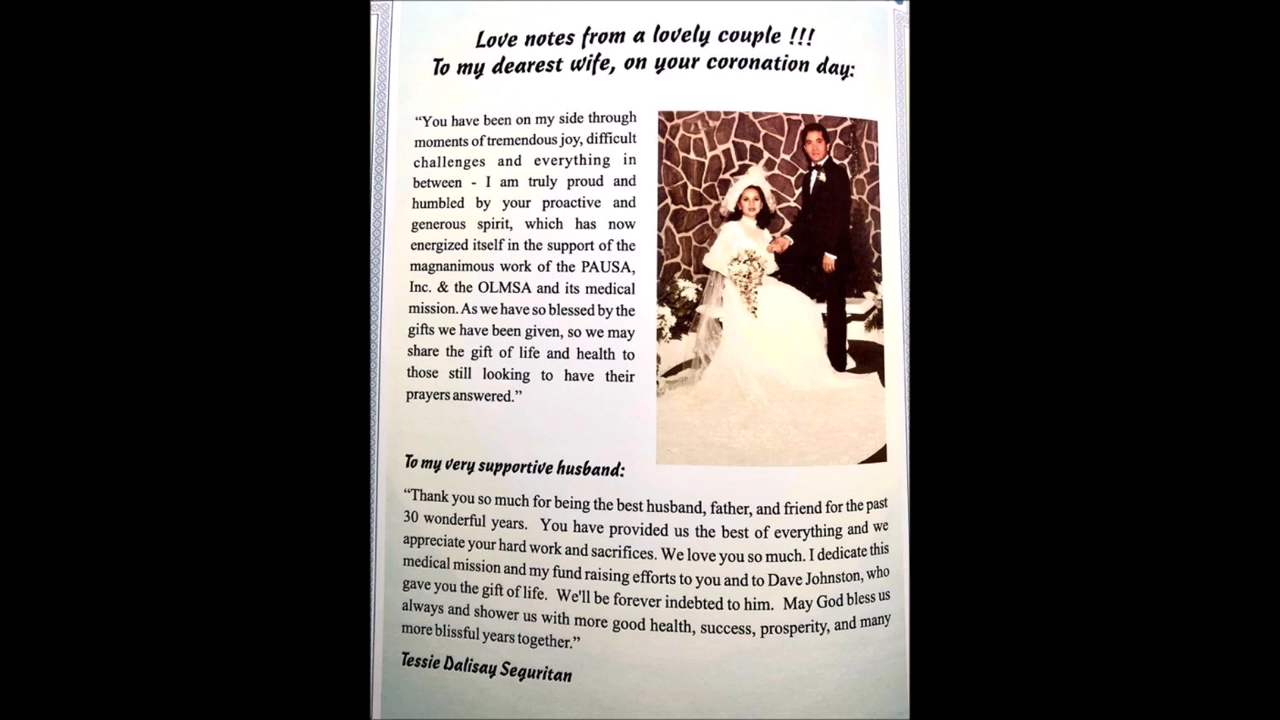 Love notes from a lovely couple !!!
To my dearest wife, on your coronation day:
“You have been on my side through
moments of tremendous joy, difficult
challenges and everything in
between - I am truly proud and
humbled by your proactive and
generous spirit, which has now
energized itself in the support of the
magnanimous work of the PAUSA,
Inc. & the OLMSA and its medical
mission. As we have so blessed by the
gifts we have been given, so we may
share the gift of life and health to
those still looking to have their
prayers answered.”
To my very supportive husband:
“Thank you so much for being the best husband, father, and friend for the past
30 wonderful years. You have provided us the best of everything and we
appreciate your hard work and sacrifices. We love you so much. I dedicate this
medical mission and my fund raising efforts to you and to Dave Johnston, who
gave you the gift of life. We'll be forever indebted to him. May God bless us
always and shower us with more good health, success, prosperity, and many
more blissful years together.”
Tessie Dalisay Seguritan